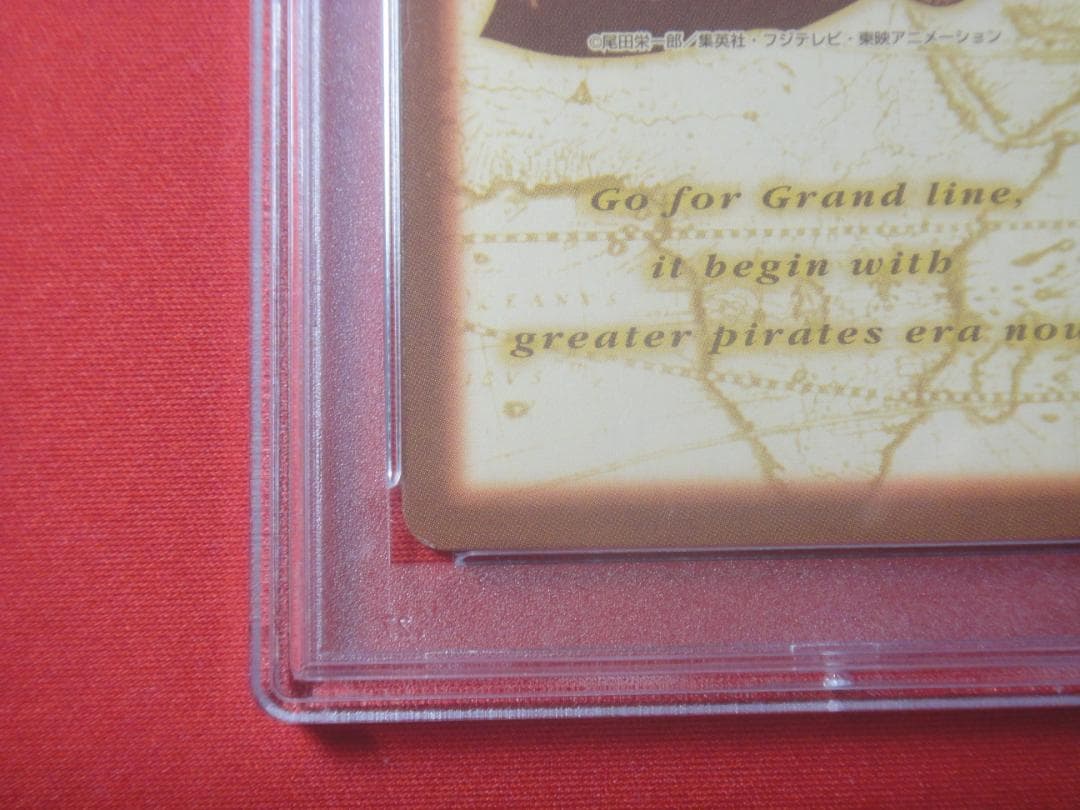 ©尾田栄一郎/集英社・フジテレビ・東映アニメーション
Go for Grand line,
it begin with
greater pirates era